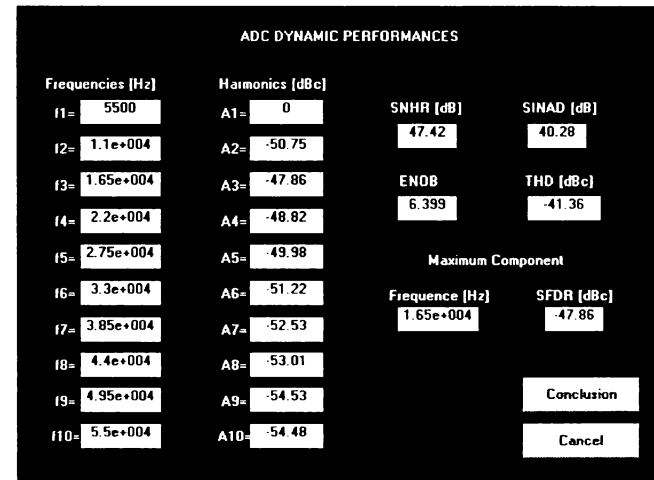 ADC DYNAMIC PERFORMANCES
Frequencies [Hz]
f1= 5500
f2= 1.1e+004
f3= 1.65e+004
f4= 2.2e+004
f5= 2.75e+004
f6= 3.3e+004
f7= 3.85e+004
f8= 4.4e+004
f9= 4.95e+004
f10= 5.5e+004
Harmonics [dBc]
A1= 0
A2= -50.75
A3= -47.86
A4= -48.82
A5= -49.98
A6= -51.22
A7= -52.53
A8= -53.01
A9= -54.53
A10= -54.48
SNHR [dB] SINAD [dB]
47.42 40.28
ENOB THD [dBc]
6.399 -41.36
Maximum Component
Frequence [Hz] SFDR [dBc]
1.65e+004 -47.86
Conclusion
Cancel